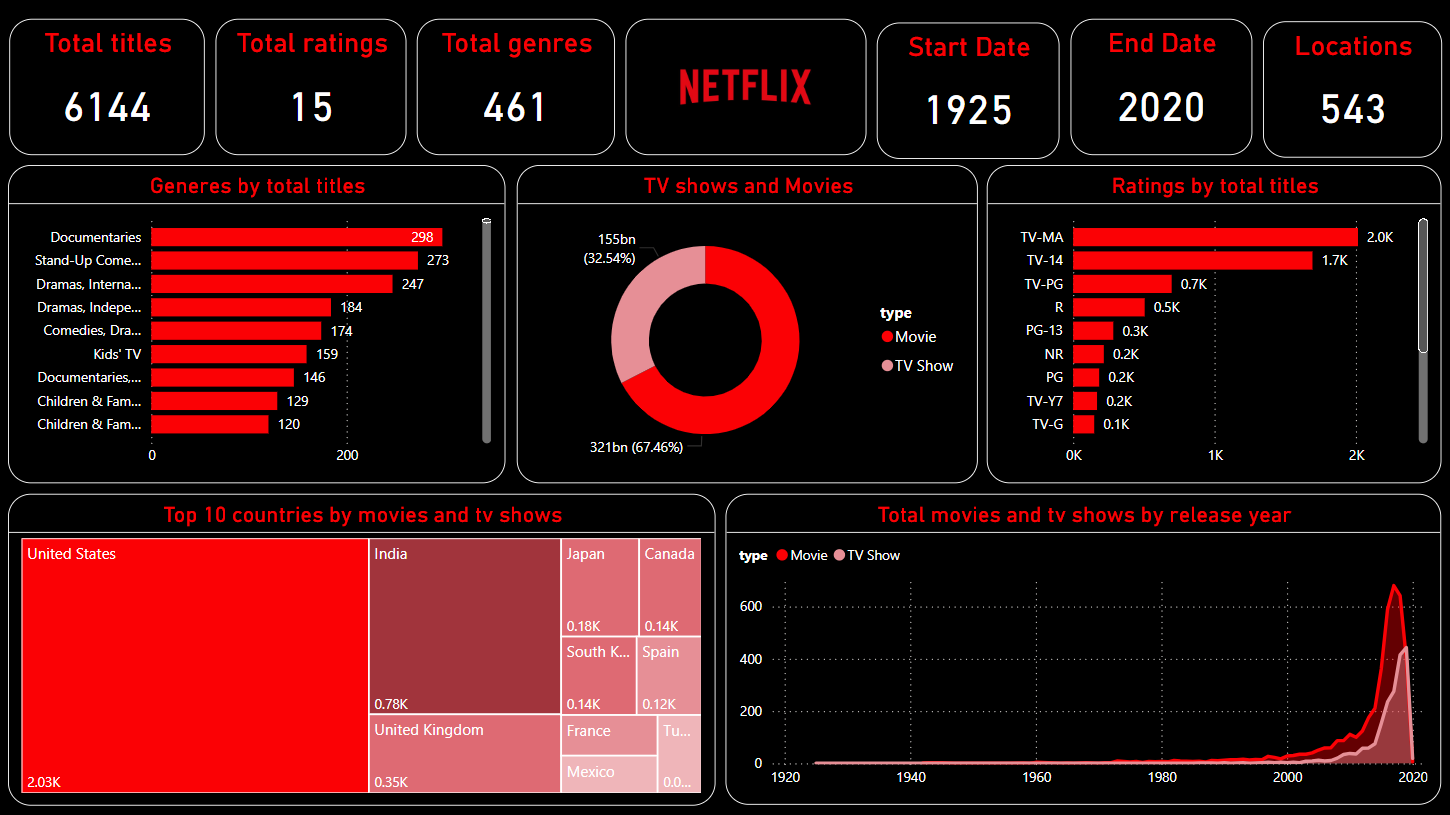 Total titles
6144
Total ratings
15
Total genres
461
NETFLIX
Start Date
1925
End Date
2020
Locations
543
Generes by total titles
Documentaries 298
Stand-Up Come... 273
Dramas, Interna... 247
Dramas, Indepe... 184
Comedies, Dra... 174
Kids' TV 159
Documentaries,... 146
Children & Fam... 129
Children & Fam... 120
0 200
TV shows and Movies
155bn
(32.54%)
321bn (67.46%)
type
Movie
TV Show
Ratings by total titles
TV-MA 2.0K
TV-14 1.7K
TV-PG 0.7K
R 0.5K
PG-13 0.3K
NR 0.2K
PG 0.2K
TV-Y7 0.2K
TV-G 0.1K
0K 1K 2K
Top 10 countries by movies and tv shows
United States
2.03K
India
0.78K
United Kingdom
0.35K
Japan
0.18K
Canada
0.14K
South K...
0.14K
Spain
0.12K
France
Mexico
Tu...
0.0...
Total movies and tv shows by release year
type Movie TV Show
600
400
200
0
1920 1940 1960 1980 2000 2020